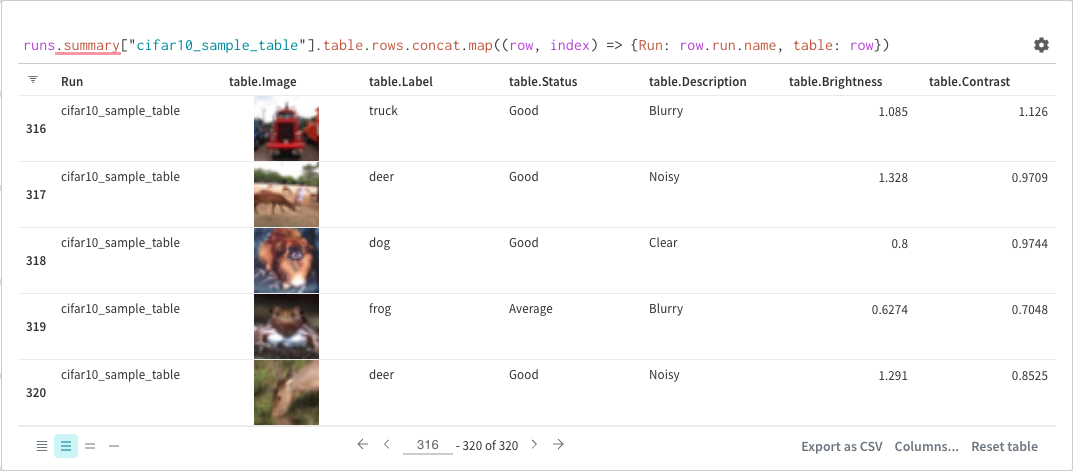 runs.summary["cifar10_sample_table"].table.rows.concat.map((row, index) => {Run: row.run.name, table: row})
Run table.Image table.Label table.Status table.Description table.Brightness table.Contrast
316 cifar10_sample_table truck Good Blurry 1.085 1.126
317 cifar10_sample_table deer Good Noisy 1.328 0.9709
318 cifar10_sample_table dog Good Clear 0.8 0.9744
319 cifar10_sample_table frog Average Blurry 0.6274 0.7048
320 cifar10_sample_table deer Good Noisy 1.291 0.8525
316 - 320 of 320 Export as CSV Columns... Reset table